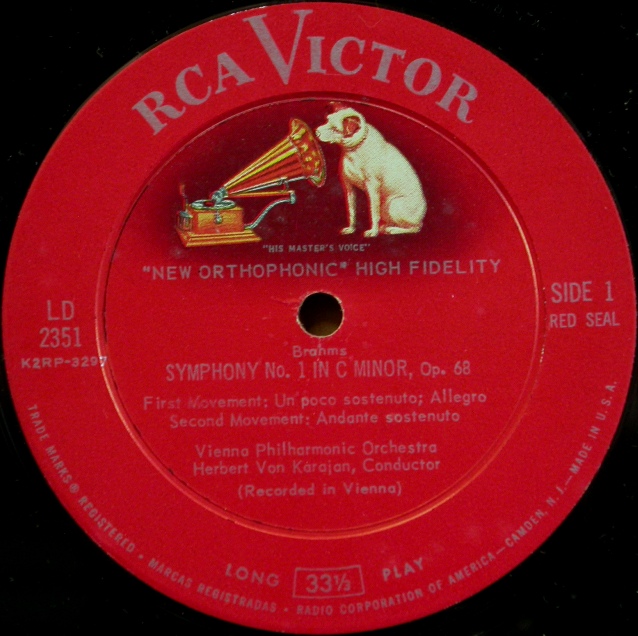 RCA VICTOR
"HIS MASTER'S VOICE"
"NEW ORTHOPHONIC" HIGH FIDELITY
LD
2351
K2RP-3297
SIDE 1
RED SEAL
Brahms
SYMPHONY No. 1 IN C MINOR, Op. 68
First Movement: Un poco sostenuto; Allegro
Second Movement: Andante sostenuto
Vienna Philharmonic Orchestra
Herbert Von Karajan, Conductor
(Recorded in Vienna)
LONG 33⅓ PLAY
TRADE MARKS ® REGISTERED • MARCAS REGISTRADAS • RADIO CORPORATION OF AMERICA—CAMDEN, N. J.—MADE IN U. S. A.